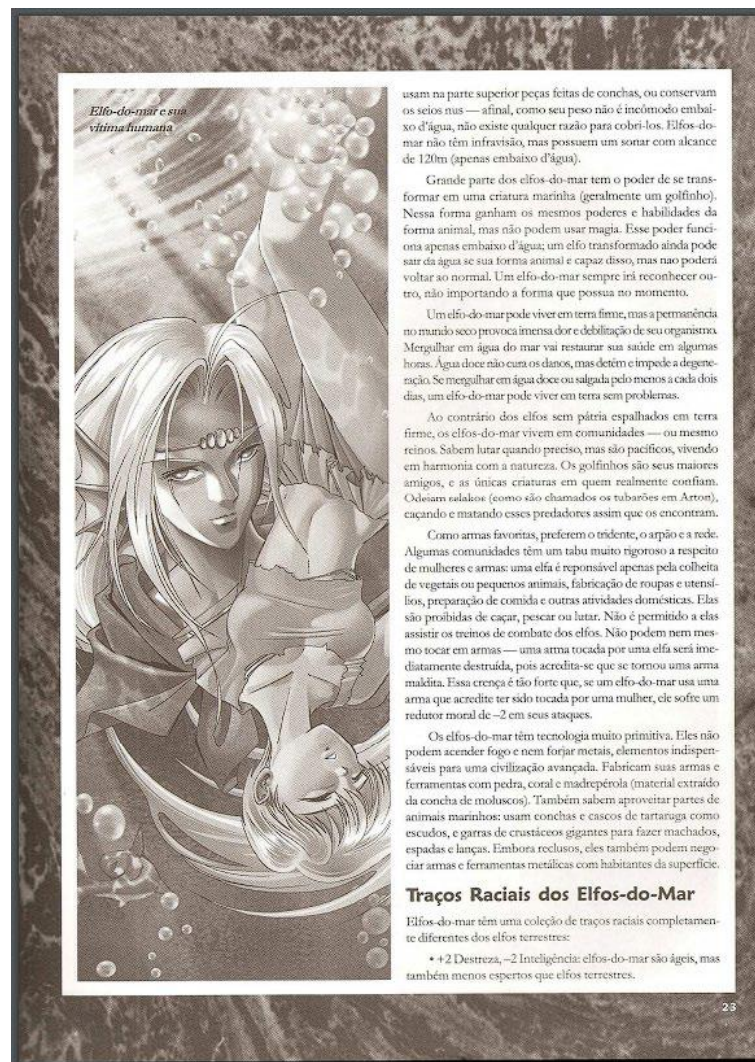 Elfo-do-mar e sua
vítima humana
usam na parte superior peças feitas de conchas, ou conservam
os seios nus — afinal, como seu peso não é incômodo embai-
xo d'água, não existe qualquer razão para cobri-los. Elfos-do-
mar não têm infravisão, mas possuem um sonar com alcance
de 120m (apenas embaixo d'água).
Grande parte dos elfos-do-mar tem o poder de se trans-
formar em uma criatura marinha (geralmente um golfinho).
Nessa forma ganham os mesmos poderes e habilidades da
forma animal, mas não podem usar magia. Esse poder funci-
ona apenas embaixo d'água; um elfo transformado ainda pode
sair da água se sua forma animal e capaz disso, mas nao poderá
voltar ao normal. Um elfo-do-mar sempre irá reconhecer ou-
tro, não importando a forma que possua no momento.
Um elfo-do-mar pode viver em terra firme, mas a permanência
no mundo seco provoca imensa dor e debilitação de seu organismo.
Mergulhar em água do mar vai restaurar sua saúde em algumas
horas. Água doce não cura os danos, mas detém e impede a degene-
ração. Se mergulhar em água doce ou salgada pelo menos a cada dois
dias, um elfo-do-mar pode viver em terra sem problemas.
Ao contrário dos elfos sem pátria espalhados em terra
firme, os elfos-do-mar vivem em comunidades — ou mesmo
reinos. Sabem lutar quando preciso, mas são pacíficos, vivendo
em harmonia com a natureza. Os golfinhos são seus maiores
amigos, e as únicas criaturas em quem realmente confiam.
Odeiam selakos (como são chamados os tubarões em Arton),
caçando e matando esses predadores assim que os encontram.
Como armas favoritas, preferem o tridente, o arpão e a rede.
Algumas comunidades têm um tabu muito rigoroso a respeito
de mulheres e armas: uma elfa é reponsável apenas pela colheita
de vegetais ou pequenos animais, fabricação de roupas e utensí-
lios, preparação de comida e outras atividades domésticas. Elas
são proibidas de caçar, pescar ou lutar. Não é permitido a elas
assistir os treinos de combate dos elfos. Não podem nem mes-
mo tocar em armas — uma arma tocada por uma elfa será ime-
diatamente destruída, pois acredita-se que se tornou uma arma
maldita. Essa crença é tão forte que, se um elfo-do-mar usa uma
arma que acredite ter sido tocada por uma mulher, ele sofre um
redutor moral de –2 em seus ataques.
Os elfos-do-mar têm tecnologia muito primitiva. Eles não
podem acender fogo e nem forjar metais, elementos indispen-
sáveis para uma civilização avançada. Fabricam suas armas e
ferramentas com pedra, coral e madrepérola (material extraído
da concha de moluscos). Também sabem aproveitar partes de
animais marinhos: usam conchas e cascos de tartaruga como
escudos, e garras de crustáceos gigantes para fazer machados,
espadas e lanças. Embora reclusos, eles também podem nego-
ciar armas e ferramentas metálicas com habitantes da superfície.
Traços Raciais dos Elfos-do-Mar
Elfos-do-mar têm uma coleção de traços raciais completamen-
te diferentes dos elfos terrestres:
• +2 Destreza, –2 Inteligência: elfos-do-mar são ágeis, mas
também menos espertos que elfos terrestres.
23